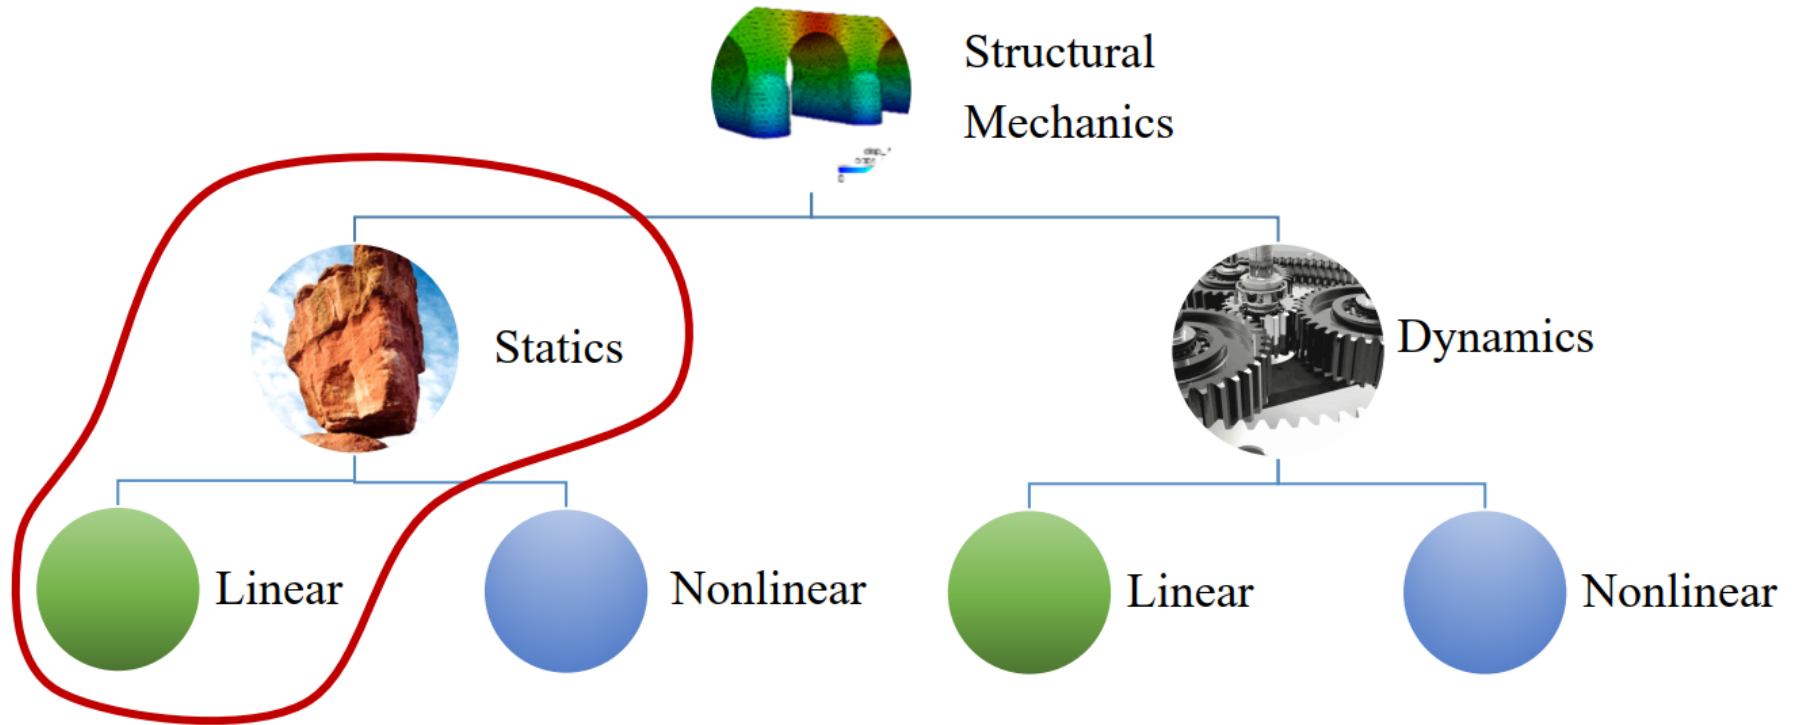 Structural
Mechanics
Statics
Dynamics
Linear
Nonlinear
Linear
Nonlinear